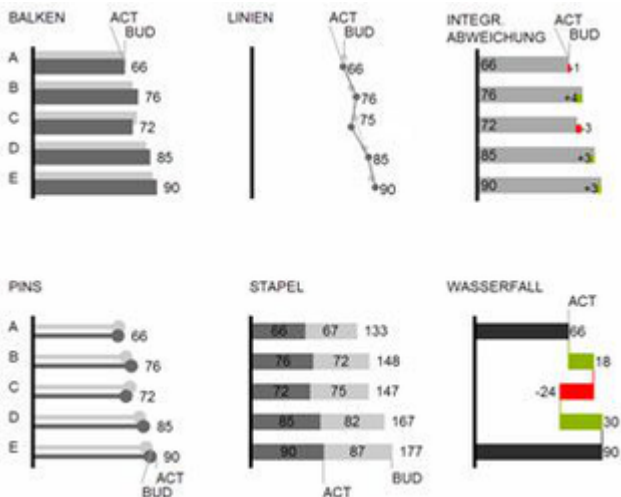 BALKEN
ACT
BUD
A
66
B
76
C
72
D
85
E
90
LINIEN
ACT
BUD
66
76
75
85
90
INTEGR.
ABWEICHUNG
ACT
BUD
66 -1
76 +4
72 -3
85 +3
90 +3
PINS
A
66
B
76
C
72
D
85
E
90
ACT
BUD
STAPEL
66 67 133
76 72 148
72 75 147
85 82 167
90 87 177
BUD
ACT
WASSERFALL
ACT
66
18
-24
30
90